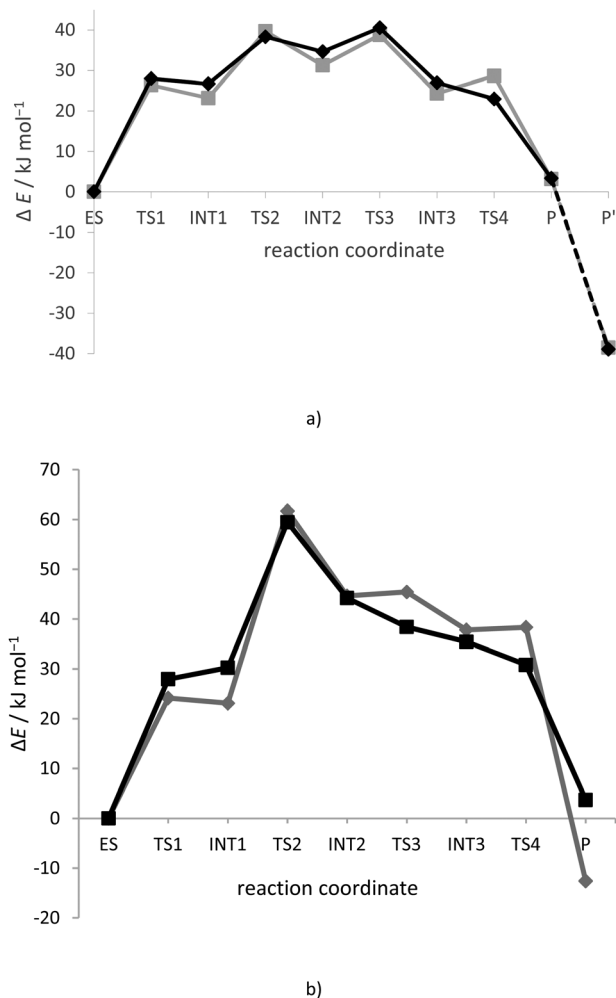 40
30
20
10
0
-10
-20
-30
-40
Δ E / kJ mol⁻¹
ES TS1 INT1 TS2 INT2 TS3 INT3 TS4 P P'
reaction coordinate
a)
70
60
50
40
30
20
10
0
-10
-20
ΔE / kJ mol⁻¹
ES TS1 INT1 TS2 INT2 TS3 INT3 TS4 P
reaction coordinate
b)